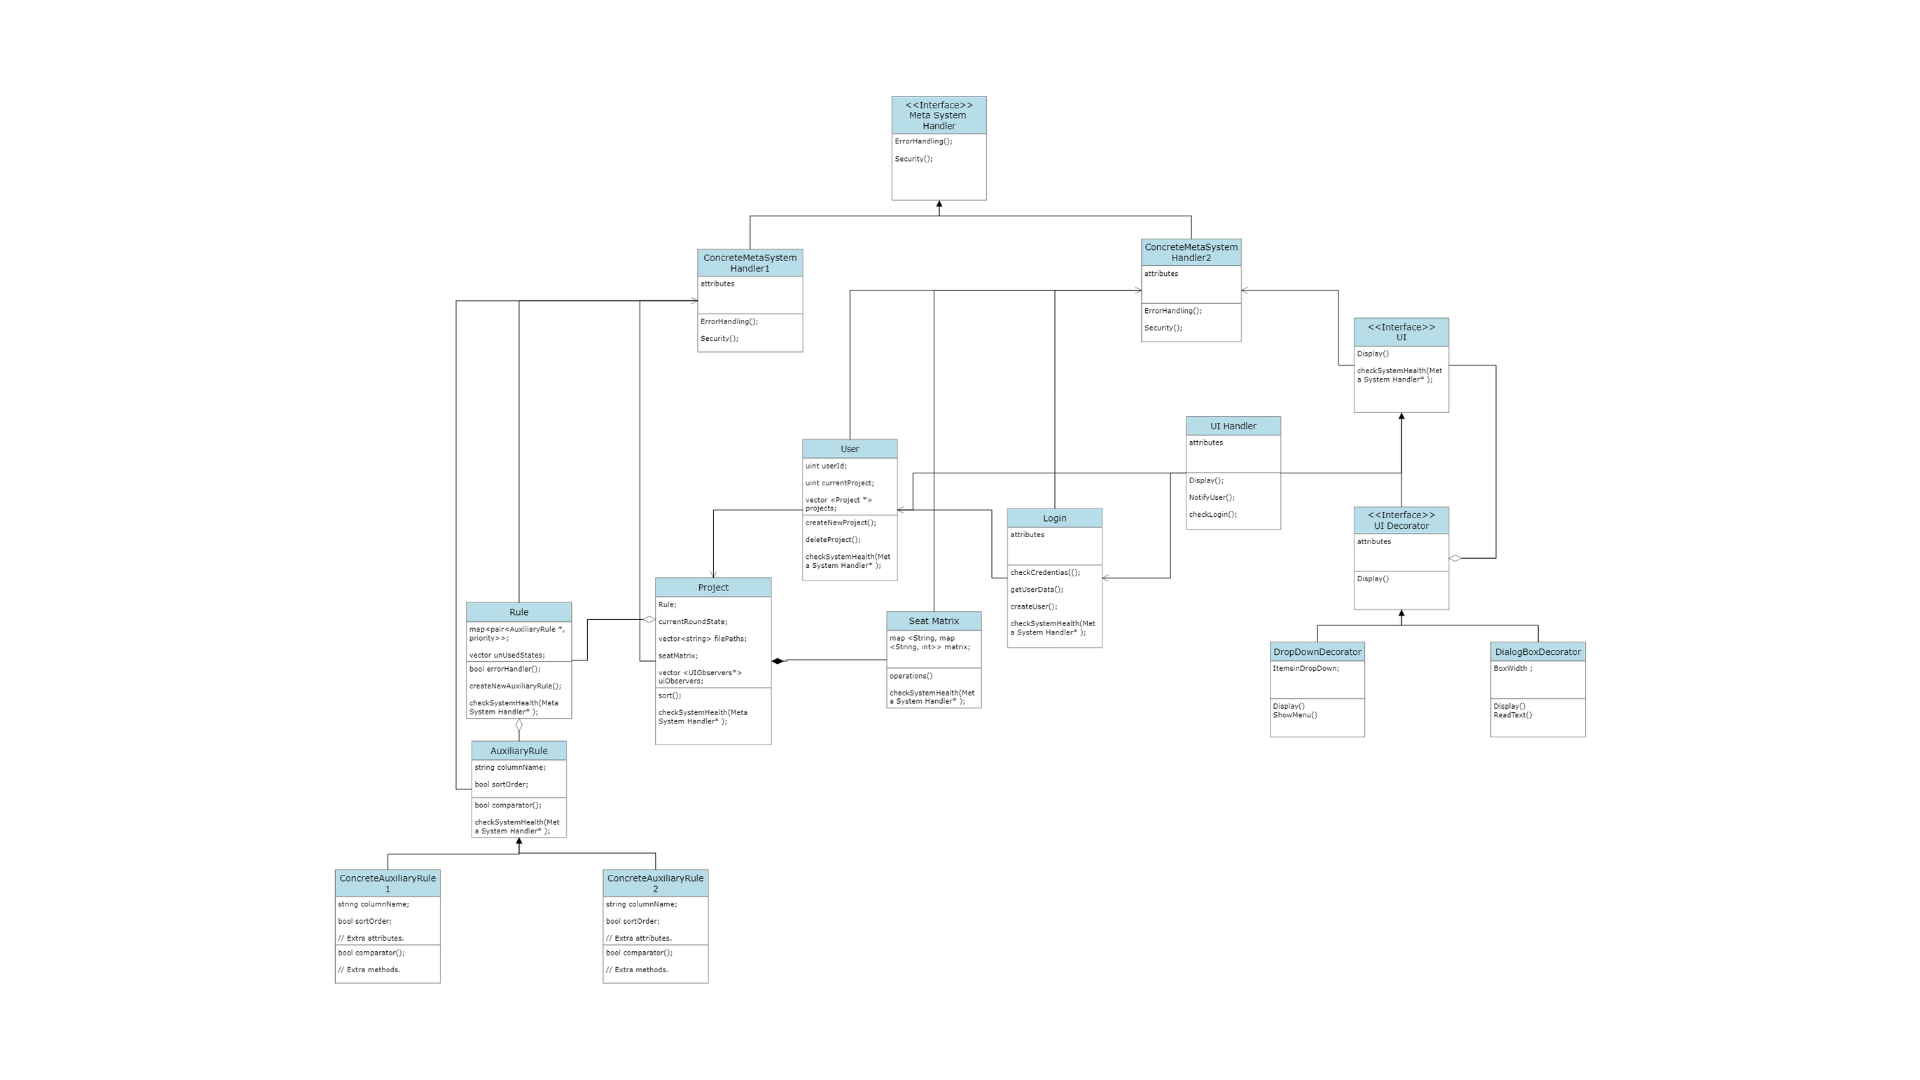 <<Interface>>
Meta System
Handler
ErrorHandling();
Security();
ConcreteMetaSystem
Handler1
attributes
ErrorHandling();
Security();
ConcreteMetaSystem
Handler2
attributes
ErrorHandling();
Security();
<<Interface>>
UI
Display()
checkSystemHealth(Met
a System Handler* );
UI Handler
attributes
Display();
NotifyUser();
checkLogin();
User
uint userId;
uint currentProject;
vector <Project *>
projects;
createNewProject();
deleteProject();
checkSystemHealth(Met
a System Handler* );
Login
attributes
checkCredentias(();
getUserData();
createUser();
checkSystemHealth(Met
a System Handler* );
<<Interface>>
UI Decorator
attributes
Display()
Project
Rule;
currentRoundState;
vector<string> filePaths;
seatMatrix;
vector <UIObservers*>
uiObservers;
sort();
checkSystemHealth(Meta
System Handler* );
Rule
map<pair<AuxiliaryRule *,
priority>>;
vector unUsedStates;
bool errorHandler();
createNewAuxiliaryRule();
checkSystemHealth(Meta
System Handler* );
Seat Matrix
map <String, map
<String, int>> matrix;
operations()
checkSystemHealth(Met
a System Handler* );
DropDownDecorator
ItemsinDropDown;
Display()
ShowMenu()
DialogBoxDecorator
BoxWidth ;
Display()
ReadText()
AuxiliaryRule
string columnName;
bool sortOrder;
bool comparator();
checkSystemHealth(Met
a System Handler* );
ConcreteAuxiliaryRule
1
string columnName;
bool sortOrder;
// Extra attributes.
bool comparator();
// Extra methods.
ConcreteAuxiliaryRule
2
string columnName;
bool sortOrder;
// Extra attributes.
bool comparator();
// Extra methods.